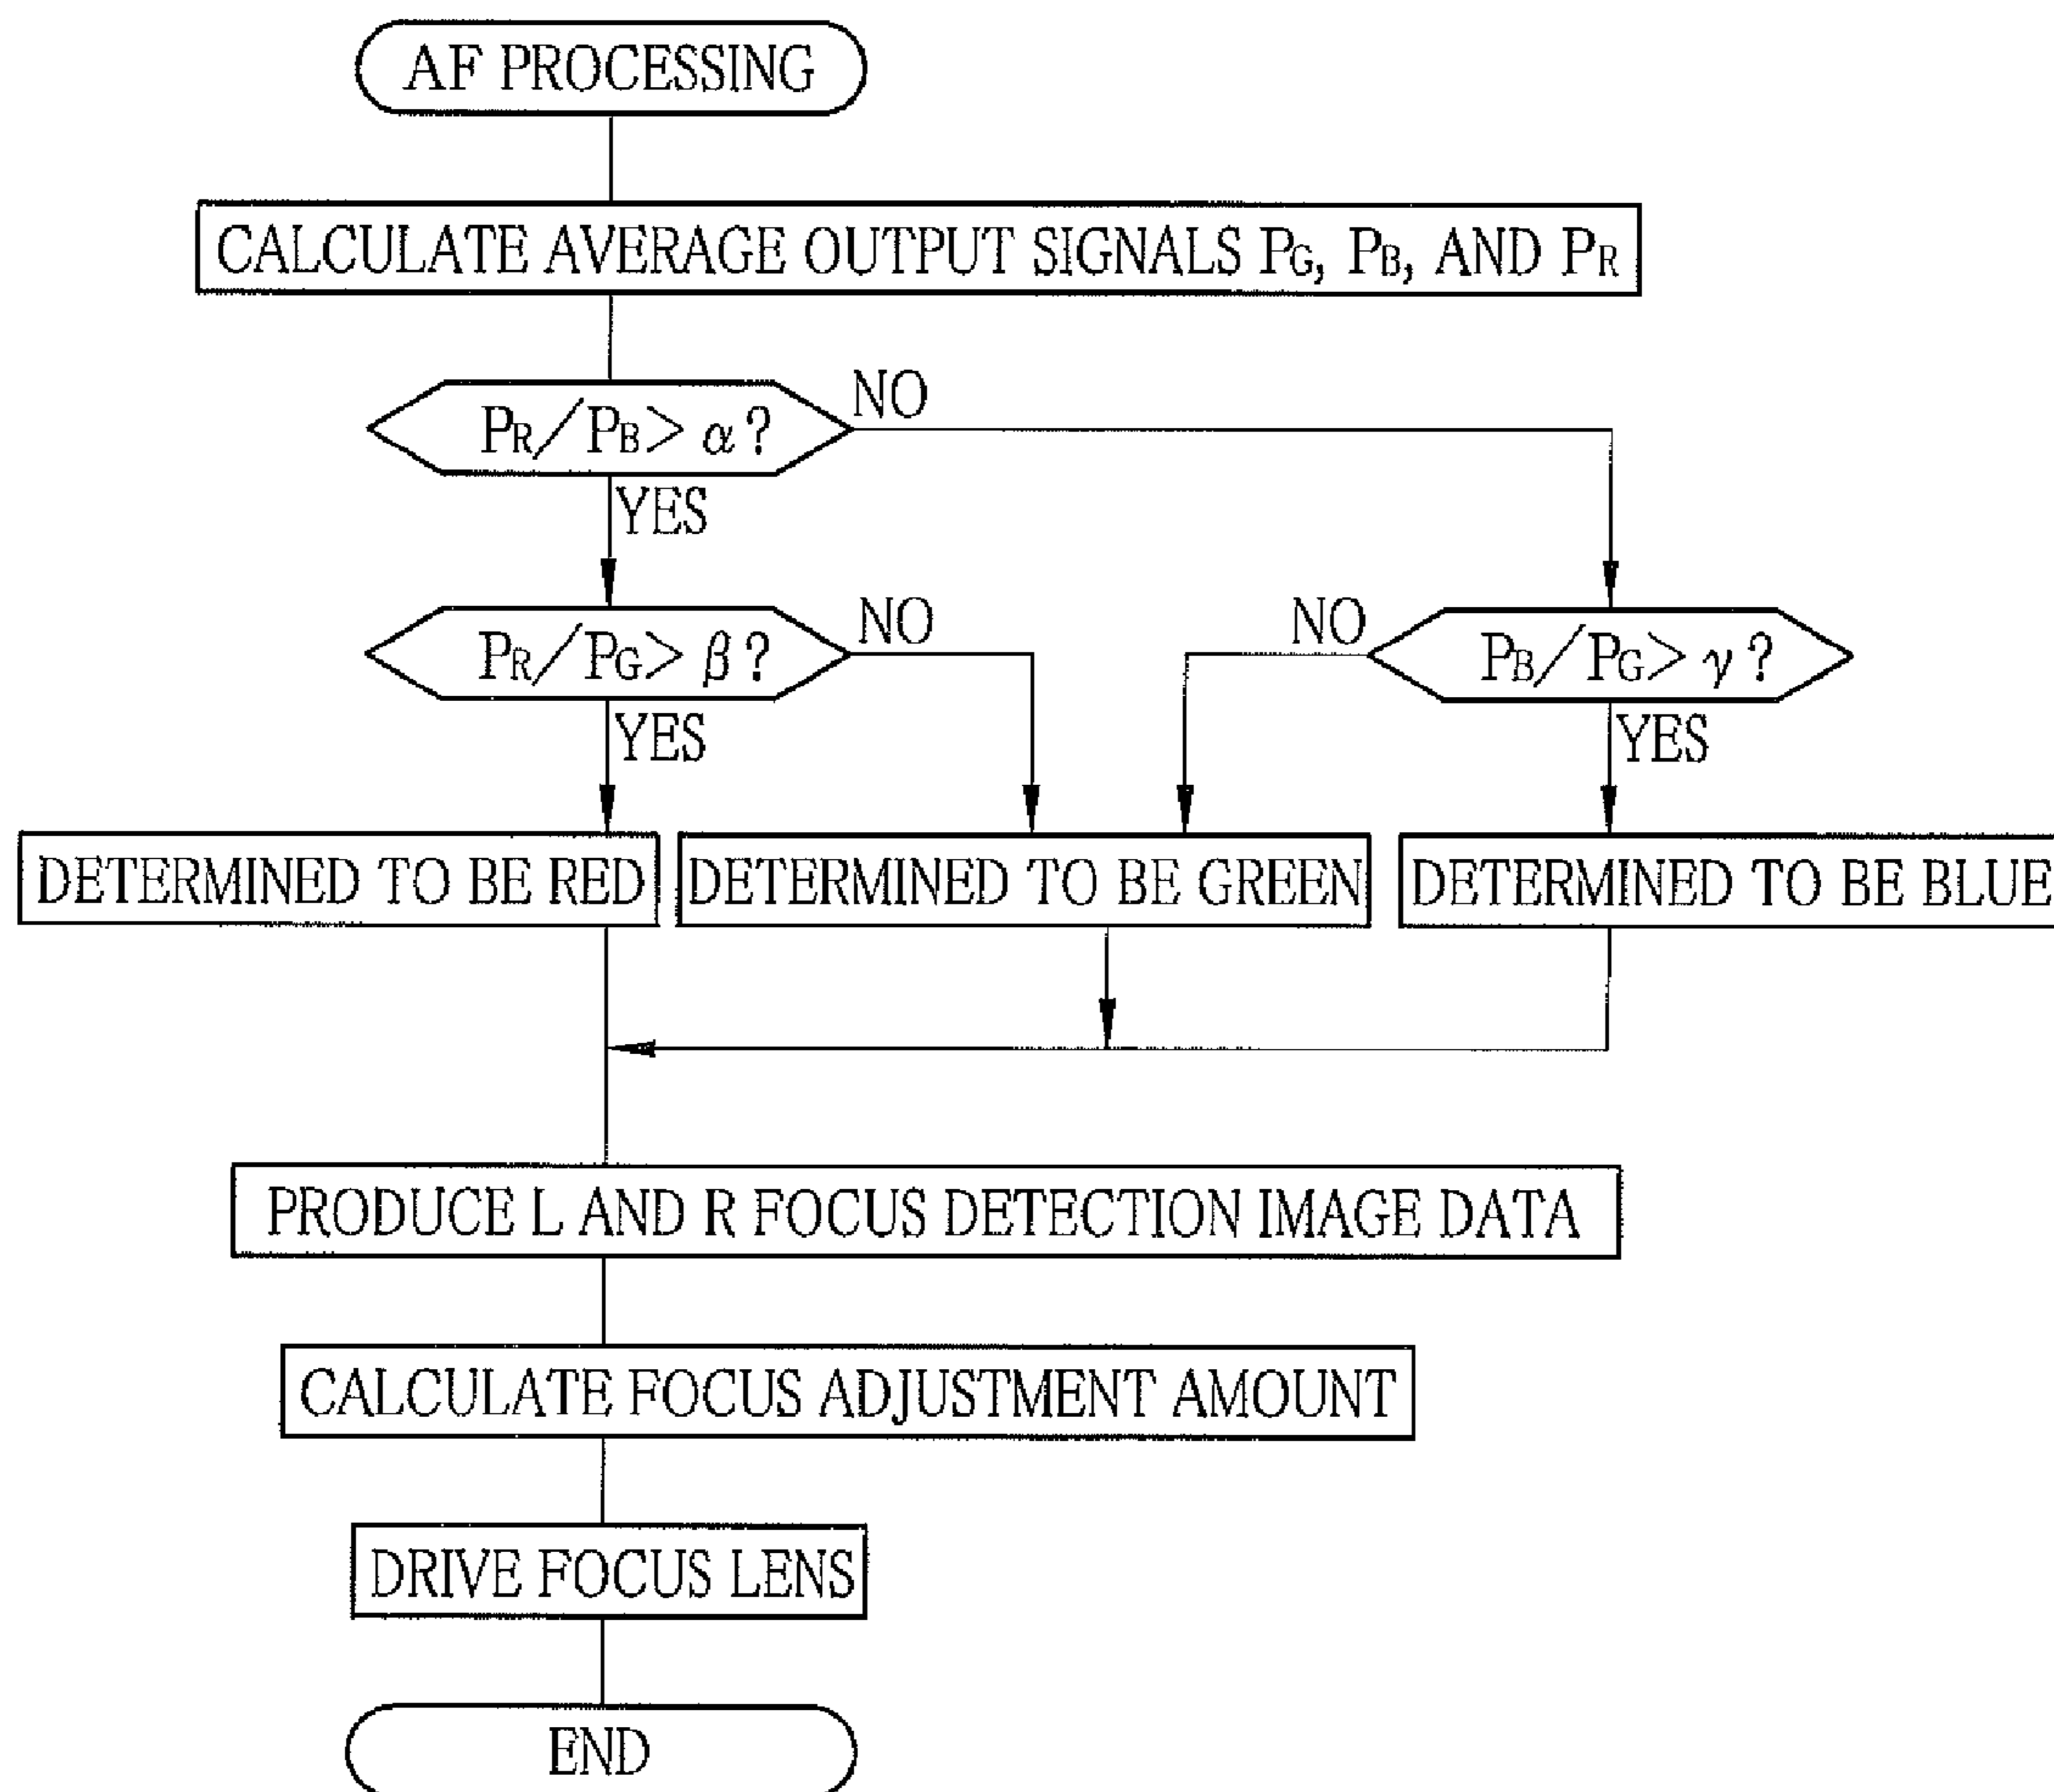 AF PROCESSING
CALCULATE AVERAGE OUTPUT SIGNALS PG, PB, AND PR
PR/PB> α?
NO
YES
PR/PG> β?
NO
NO
PB/PG> γ?
YES
YES
DETERMINED TO BE RED
DETERMINED TO BE GREEN
DETERMINED TO BE BLUE
PRODUCE L AND R FOCUS DETECTION IMAGE DATA
CALCULATE FOCUS ADJUSTMENT AMOUNT
DRIVE FOCUS LENS
END